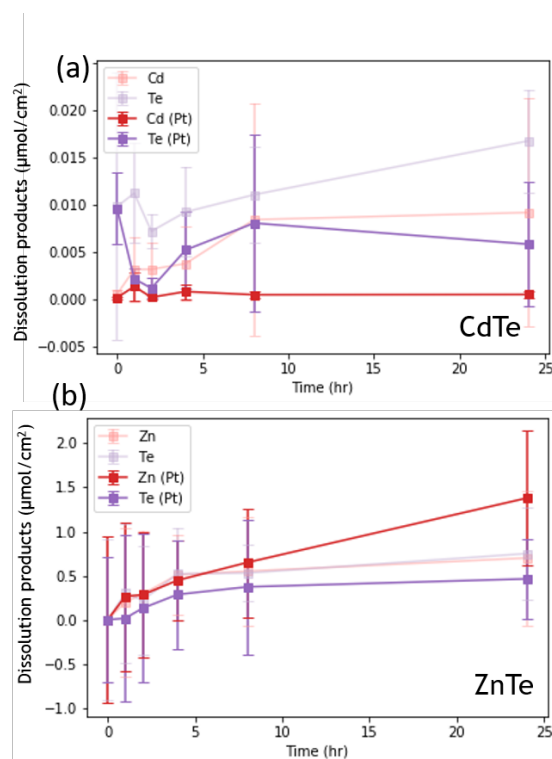 (a)
Dissolution products (μmol/cm²)
Cd
Te
Cd (Pt)
Te (Pt)
0.020
0.015
0.010
0.005
0.000
−0.005
CdTe
0
5
10
15
20
25
Time (hr)
(b)
Dissolution products (μmol/cm²)
Zn
Te
Zn (Pt)
Te (Pt)
2.0
1.5
1.0
0.5
0.0
−0.5
−1.0
ZnTe
0
5
10
15
20
25
Time (hr)